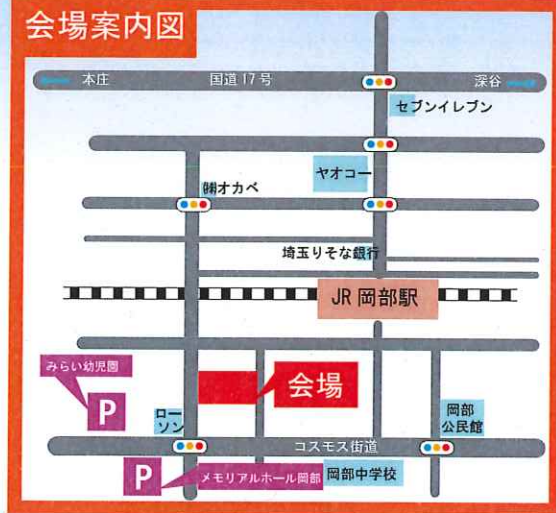 会場案内図
本庄
国道17号
深谷
セブンイレブン
ヤオコー
㈱オカベ
埼玉りそな銀行
JR 岡部駅
みらい幼児園
P
会場
ロー
ソン
岡部
公民館
コスモス街道
P
メモリアルホール岡部
岡部中学校